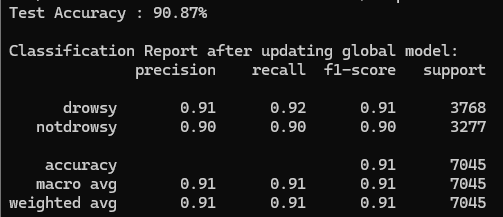 Test Accuracy : 90.87%
Classification Report after updating global model:
precision recall f1-score support
drowsy 0.91 0.92 0.91 3768
notdrowsy 0.90 0.90 0.90 3277
accuracy 0.91 7045
macro avg 0.91 0.91 0.91 7045
weighted avg 0.91 0.91 0.91 7045